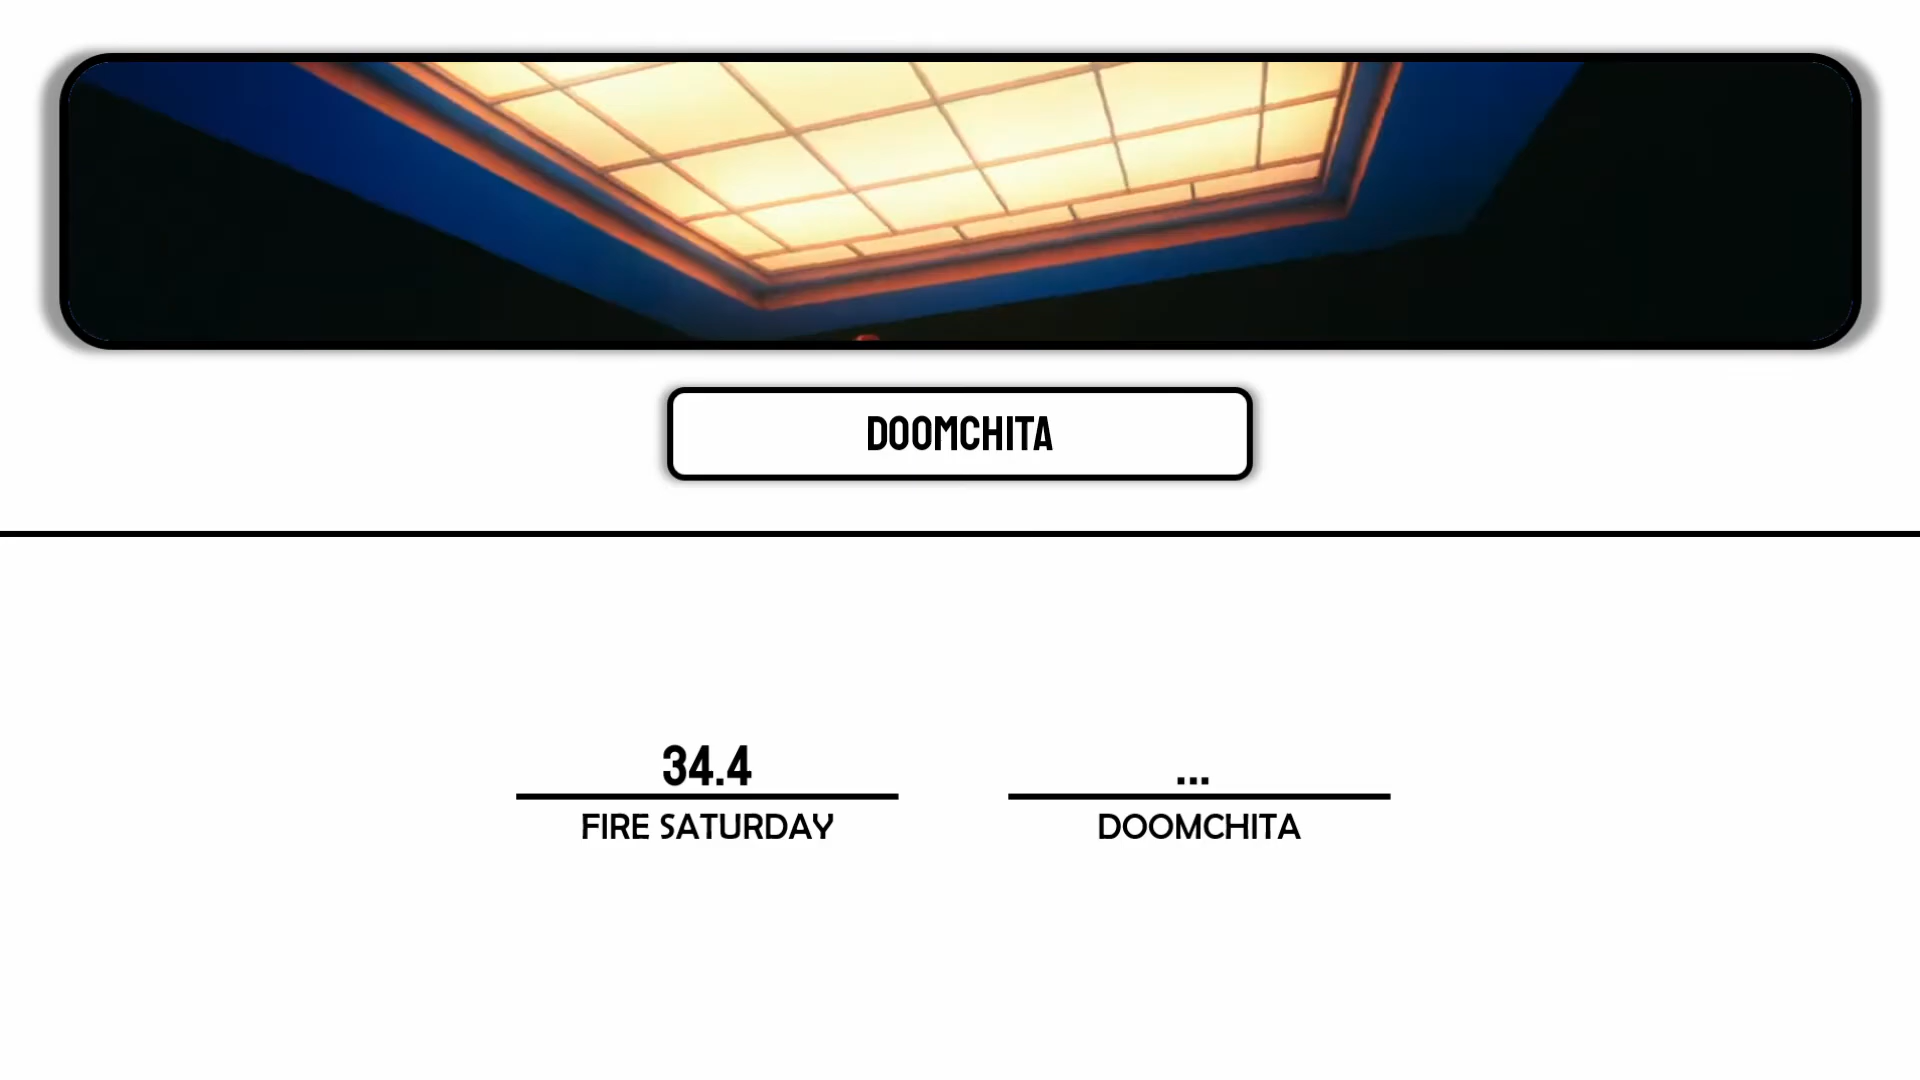 DOOMCHITA
34.4
FIRE SATURDAY
...
DOOMCHITA